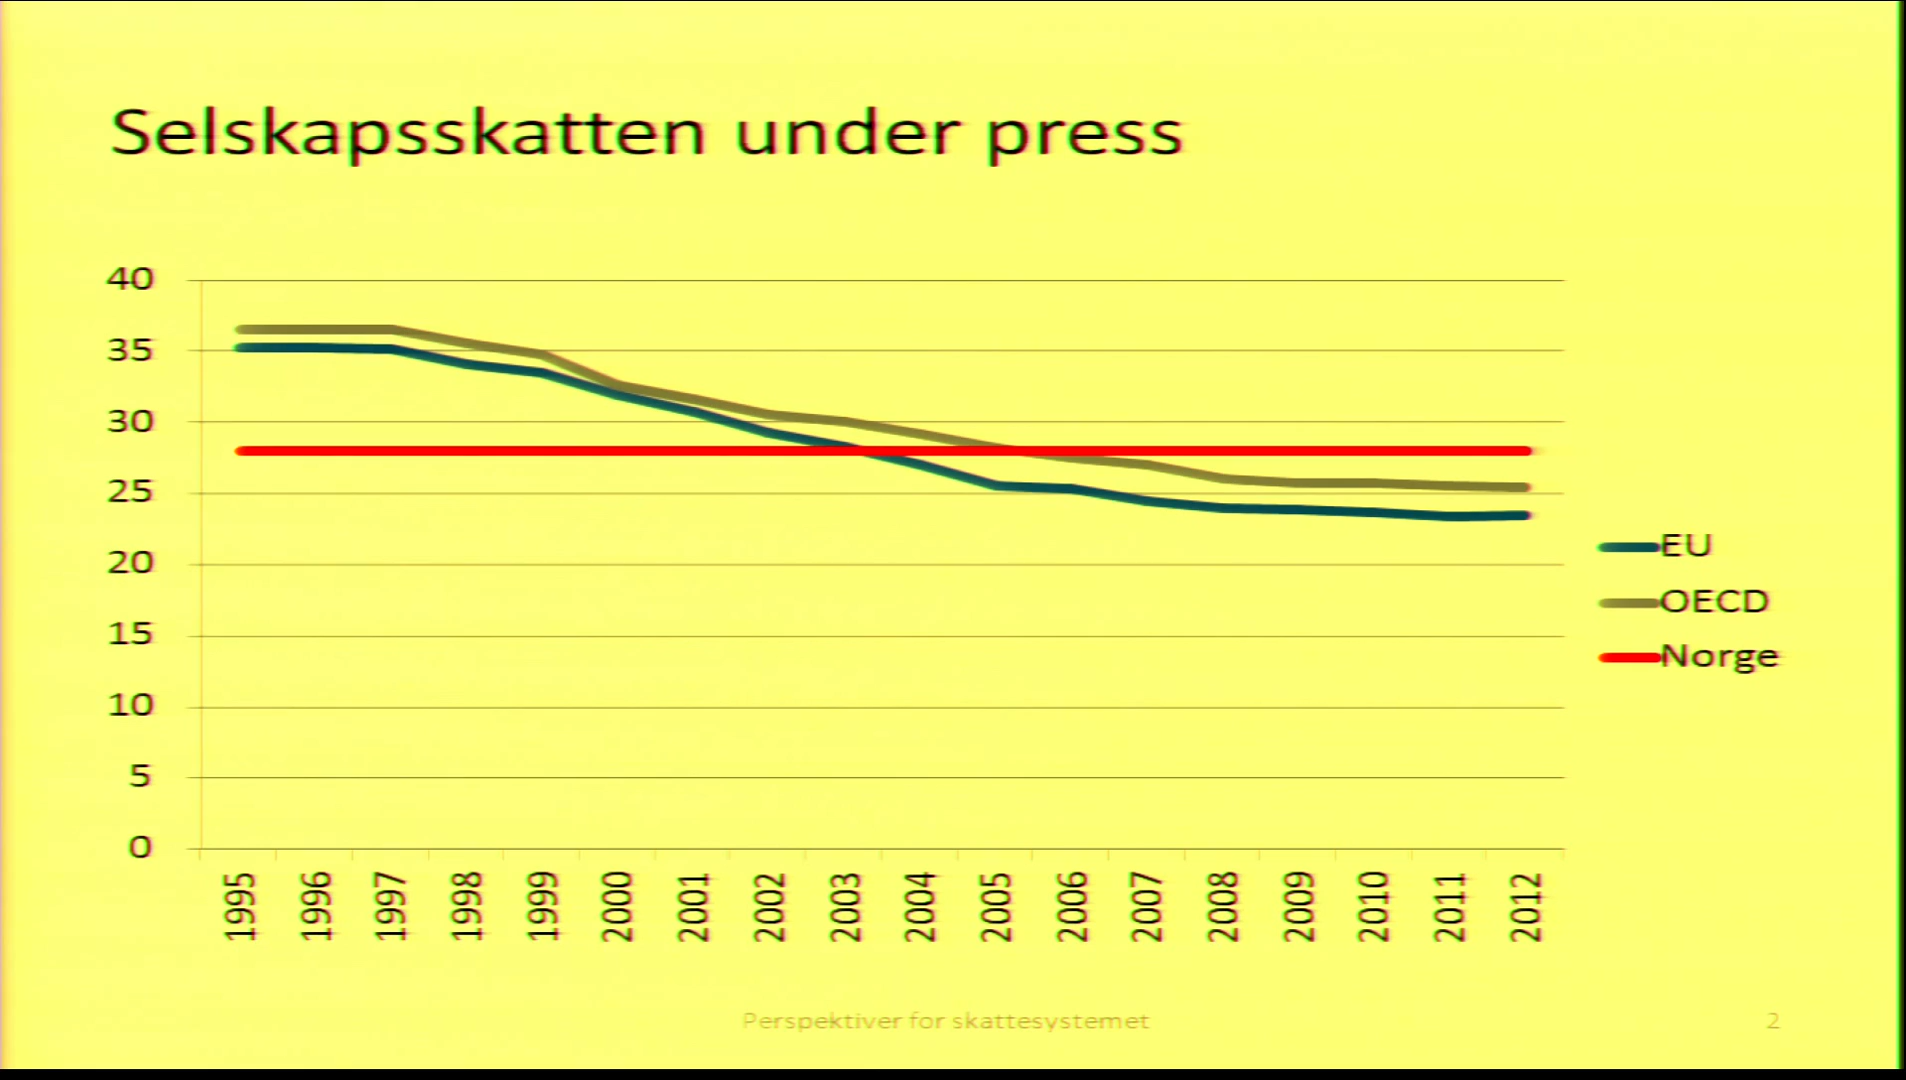 Selskapsskatten under press
40
35
30
25
20
15
10
5
0
1995 1996 1997 1998 1999 2000 2001 2002 2003 2004 2005 2006 2007 2008 2009 2010 2011 2012
EU
OECD
Norge
Perspektiver for skattesystemet
2